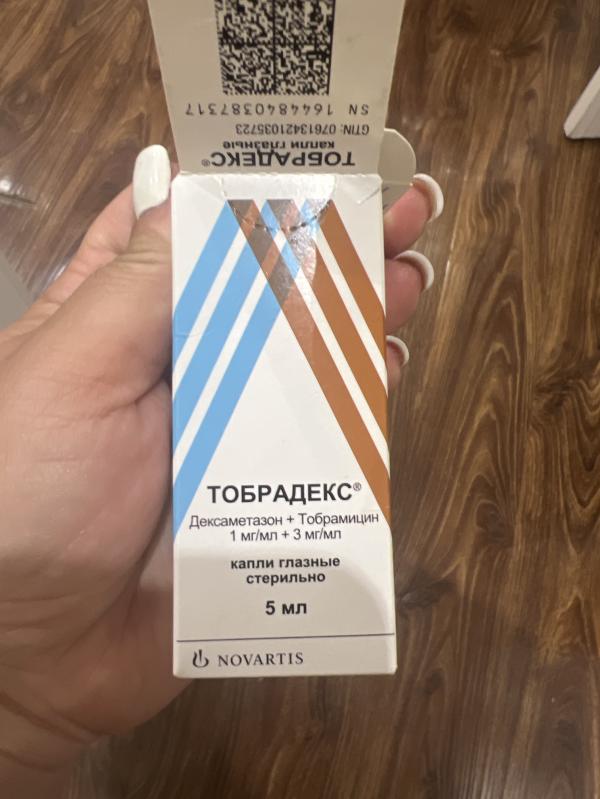 SN 1644840387317
GTIN: 07613421035723
капли глазные
ТОБРАДЕКС®
ТОБРАДЕКС®
Дексаметазон + Тобрамицин
1 мг/мл + 3 мг/мл
капли глазные
стерильно
5 мл
NOVARTIS